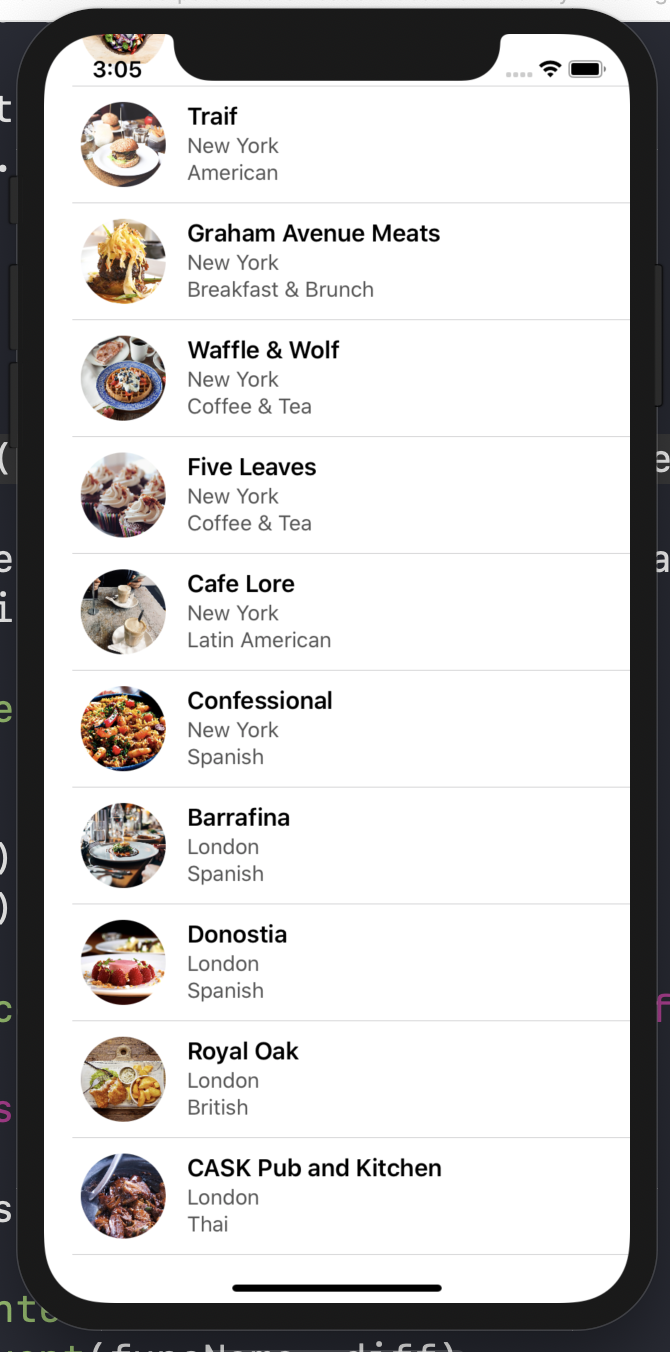 3:05
Traif
New York
American
Graham Avenue Meats
New York
Breakfast & Brunch
Waffle & Wolf
New York
Coffee & Tea
Five Leaves
New York
Coffee & Tea
Cafe Lore
New York
Latin American
Confessional
New York
Spanish
Barrafina
London
Spanish
Donostia
London
Spanish
Royal Oak
London
British
CASK Pub and Kitchen
London
Thai